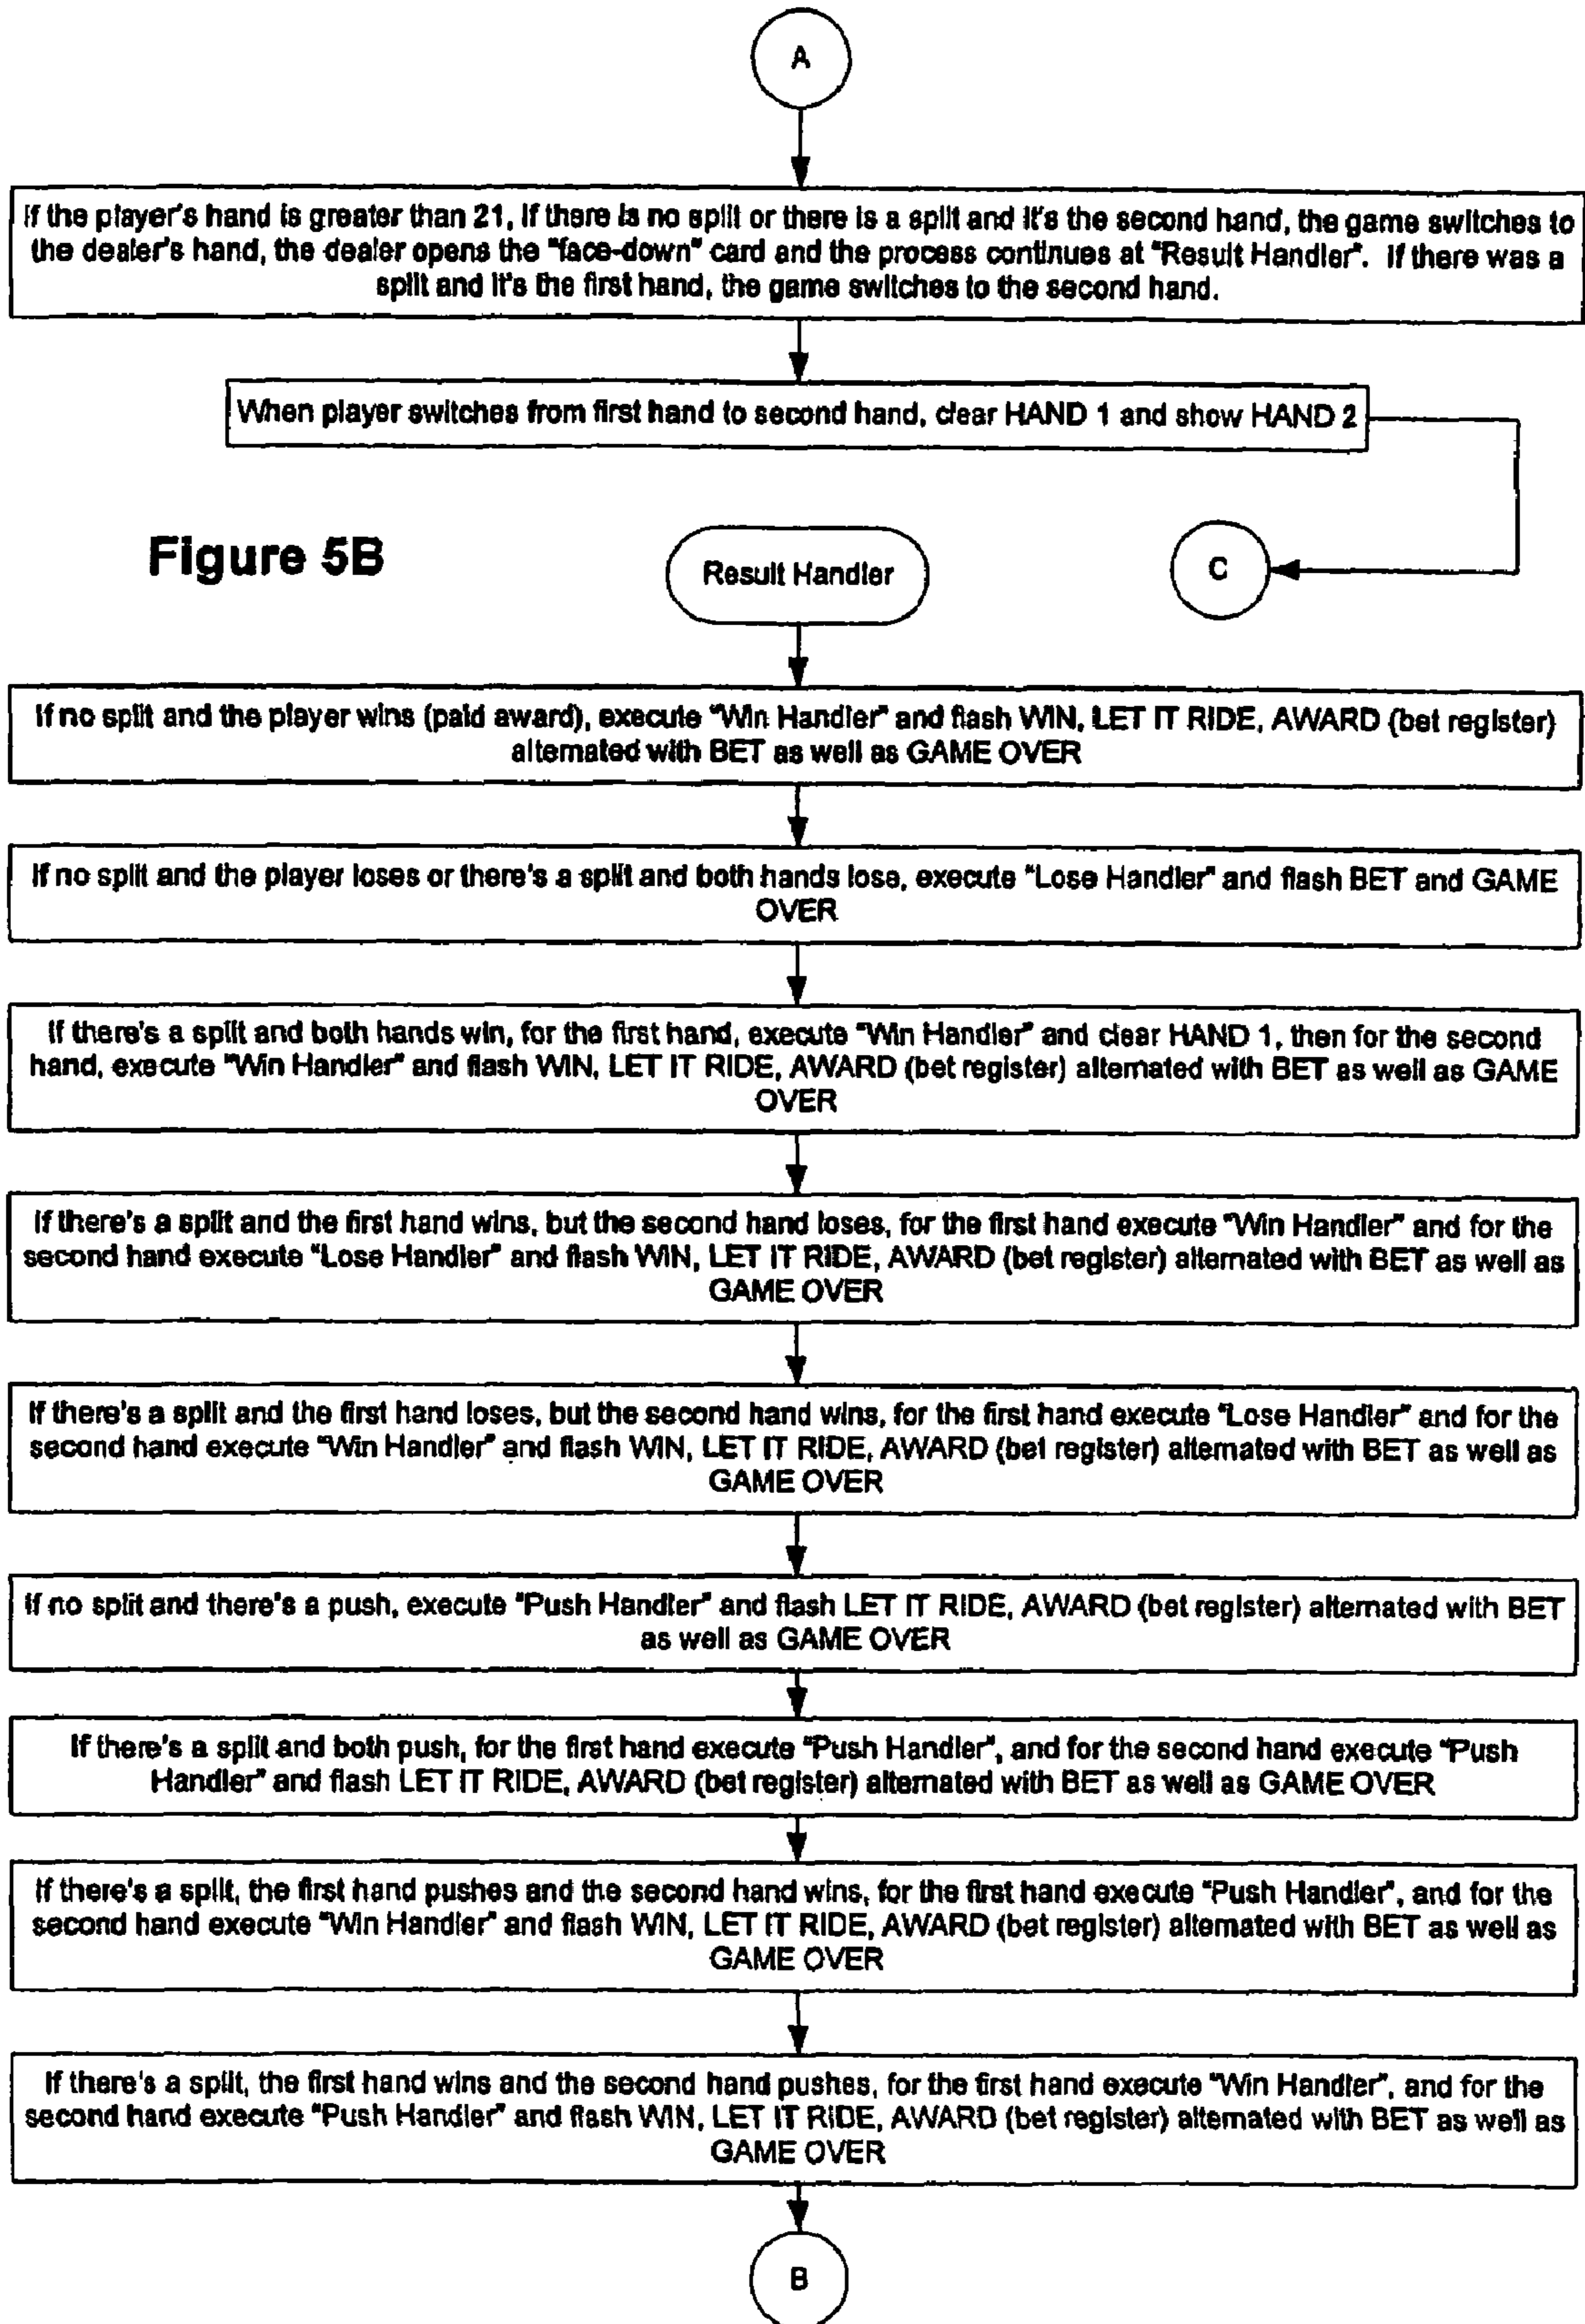 A
If the player's hand is greater than 21, if there is no split or there is a split and it's the second hand, the game switches to
the dealer's hand, the dealer opens the "face-down" card and the process continues at "Result Handler". If there was a
split and it's the first hand, the game switches to the second hand.
When player switches from first hand to second hand, clear HAND 1 and show HAND 2
Figure 5B
Result Handler
C
If no split and the player wins (paid award), execute "Win Handler" and flash WIN, LET IT RIDE, AWARD (bet register)
alternated with BET as well as GAME OVER
If no split and the player loses or there's a split and both hands lose, execute "Lose Handler" and flash BET and GAME
OVER
If there's a split and both hands win, for the first hand, execute "Win Handler" and clear HAND 1, then for the second
hand, execute "Win Handler" and flash WIN, LET IT RIDE, AWARD (bet register) alternated with BET as well as GAME
OVER
If there's a split and the first hand wins, but the second hand loses, for the first hand execute "Win Handler" and for the
second hand execute "Lose Handler" and flash WIN, LET IT RIDE, AWARD (bet register) alternated with BET as well as
GAME OVER
If there's a split and the first hand loses, but the second hand wins, for the first hand execute "Lose Handler" and for the
second hand execute "Win Handler" and flash WIN, LET IT RIDE, AWARD (bet register) alternated with BET as well as
GAME OVER
If no split and there's a push, execute "Push Handler" and flash LET IT RIDE, AWARD (bet register) alternated with BET
as well as GAME OVER
If there's a split and both push, for the first hand execute "Push Handler", and for the second hand execute "Push
Handler" and flash LET IT RIDE, AWARD (bet register) alternated with BET as well as GAME OVER
If there's a split, the first hand pushes and the second hand wins, for the first hand execute "Push Handler", and for the
second hand execute "Win Handler" and flash WIN, LET IT RIDE, AWARD (bet register) alternated with BET as well as
GAME OVER
If there's a split, the first hand wins and the second hand pushes, for the first hand execute "Win Handler", and for the
second hand execute "Push Handler" and flash WIN, LET IT RIDE, AWARD (bet register) alternated with BET as well as
GAME OVER
B